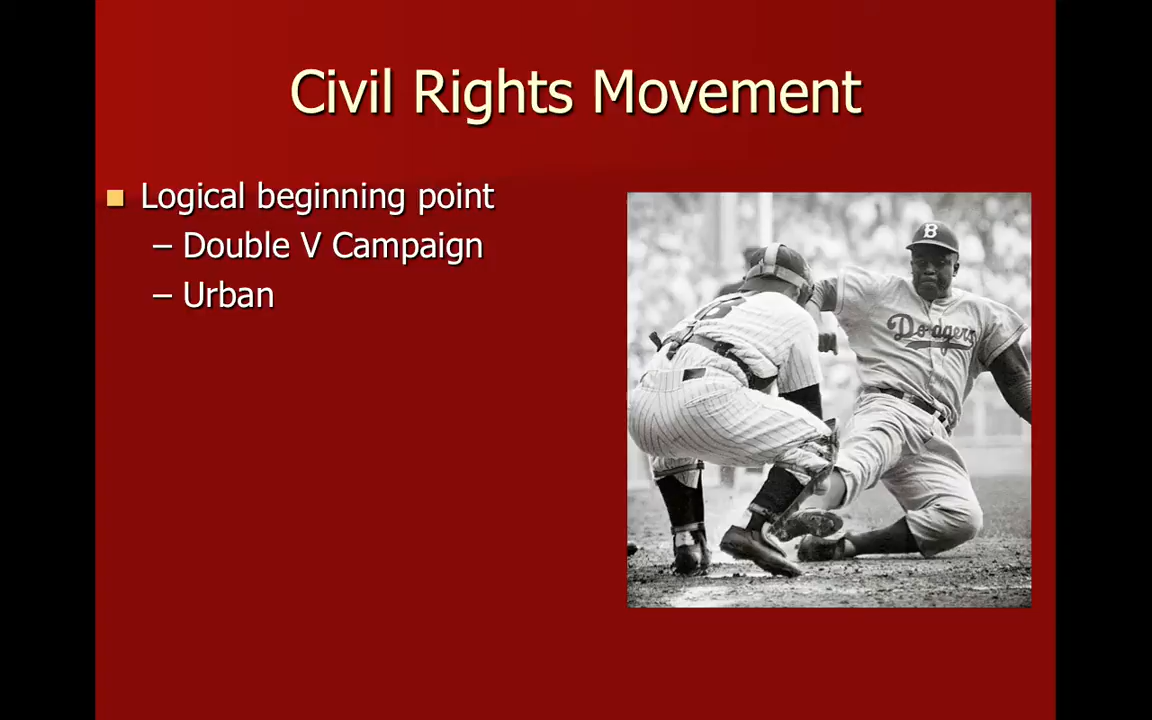 Civil Rights Movement
Logical beginning point
– Double V Campaign
– Urban
B
Dodgers